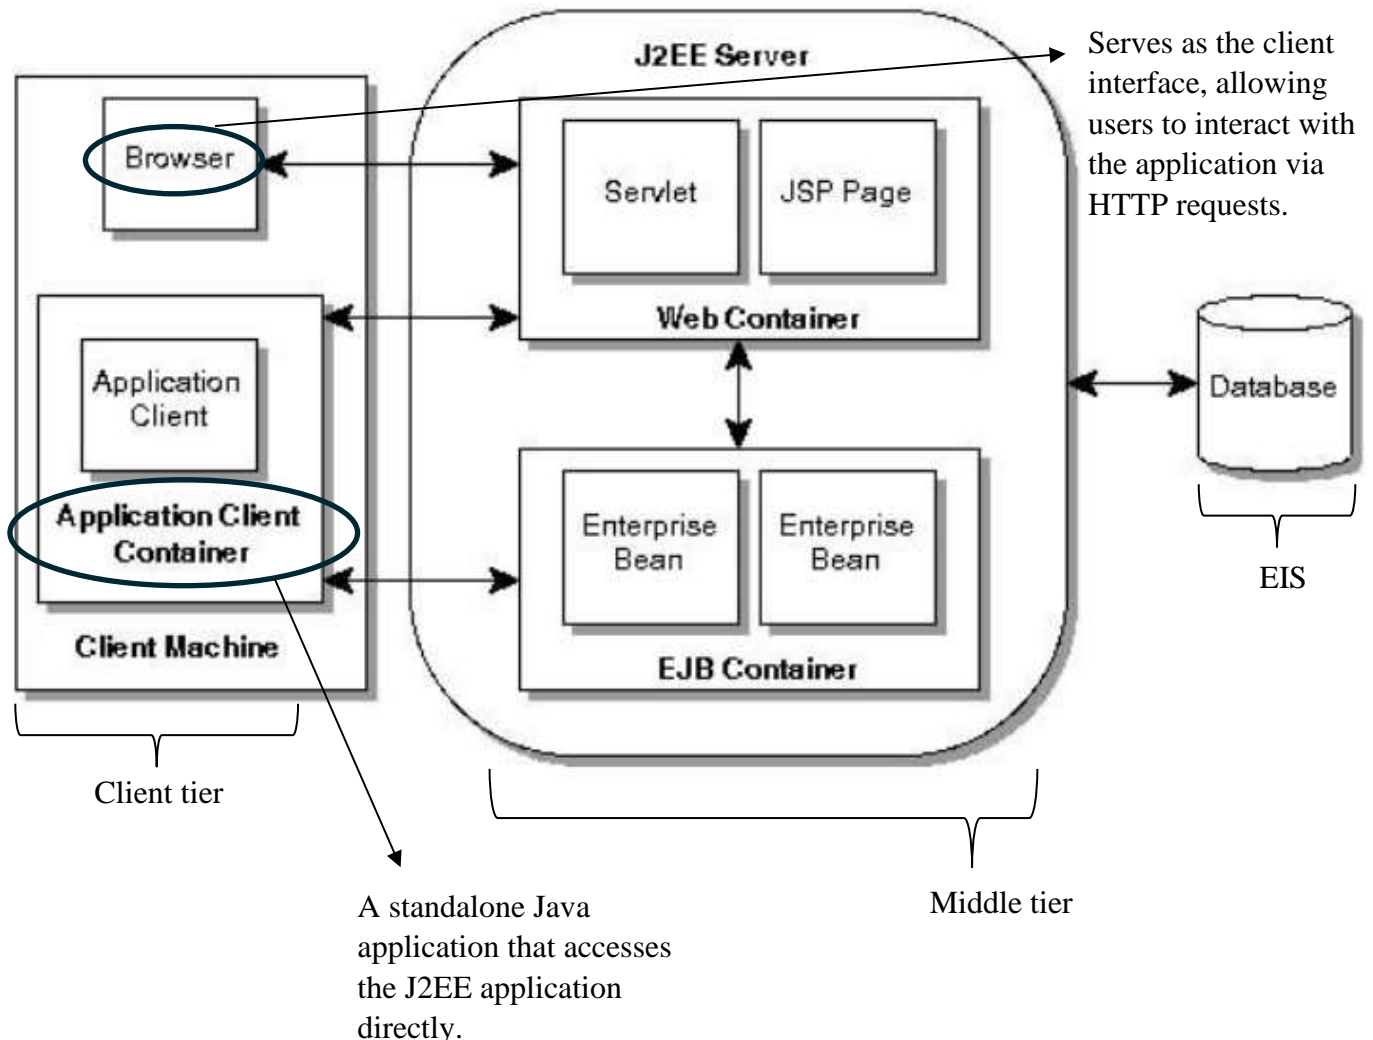 J2EE Server
Serves as the client
interface, allowing
users to interact with
the application via
HTTP requests.
Browser
Servlet
JSP Page
Web Container
Application
Client
Application Client
Container
Client Machine
Enterprise
Bean
Enterprise
Bean
EJB Container
Database
EIS
Client tier
Middle tier
A standalone Java
application that accesses
the J2EE application
directly.